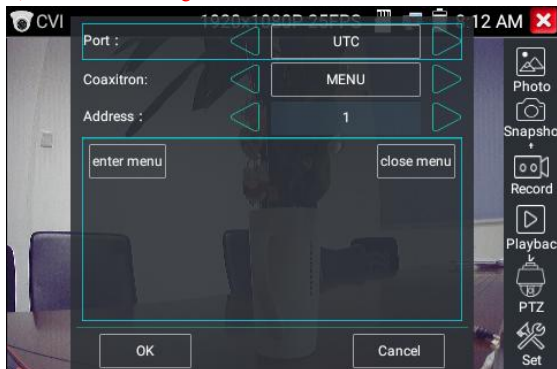 CVI 1920x1080P 25FPS 9:12 AM
Port : UTC
Coaxitron: MENU
Address : 1
enter menu close menu
OK Cancel
Photo
Snapsho
Record
Playbac
PTZ
Set